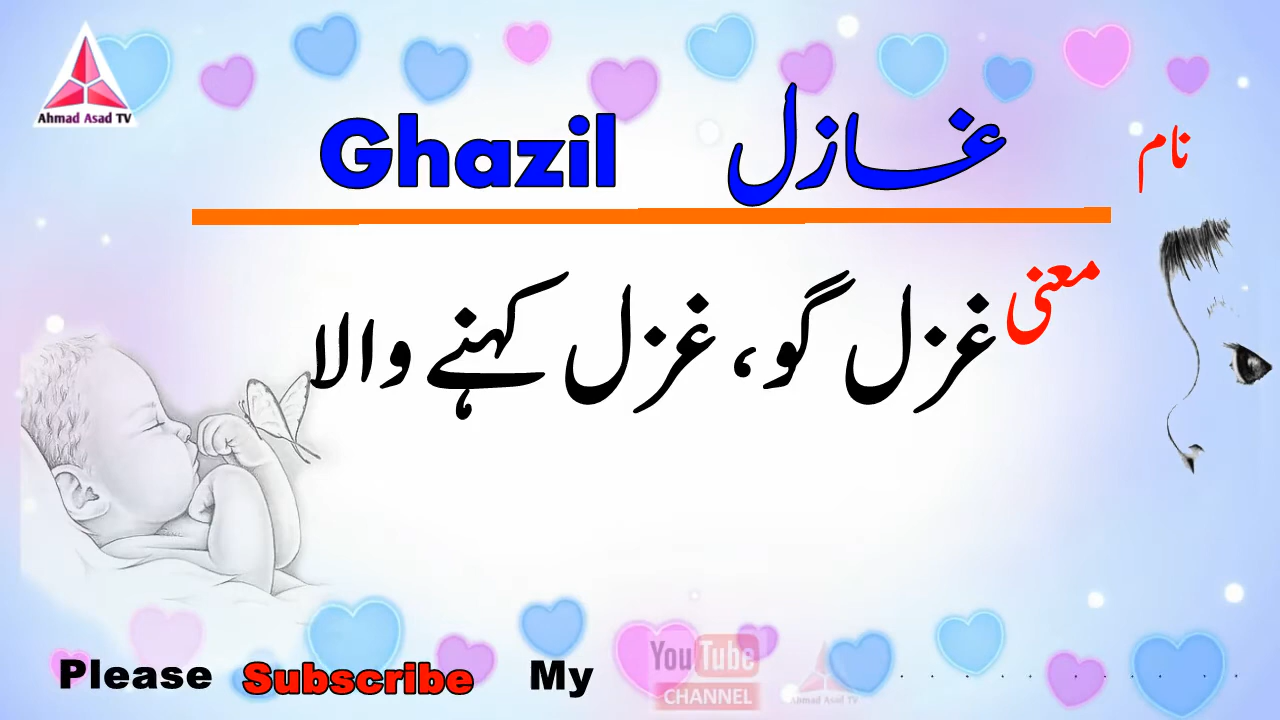 Ahmad Asad TV
نام غازل Ghazil
معنی غزل گو، غزل کہنے والا
Please Subscribe My YouTube CHANNEL Ahmad Asad TV . . . . . . . . . . .